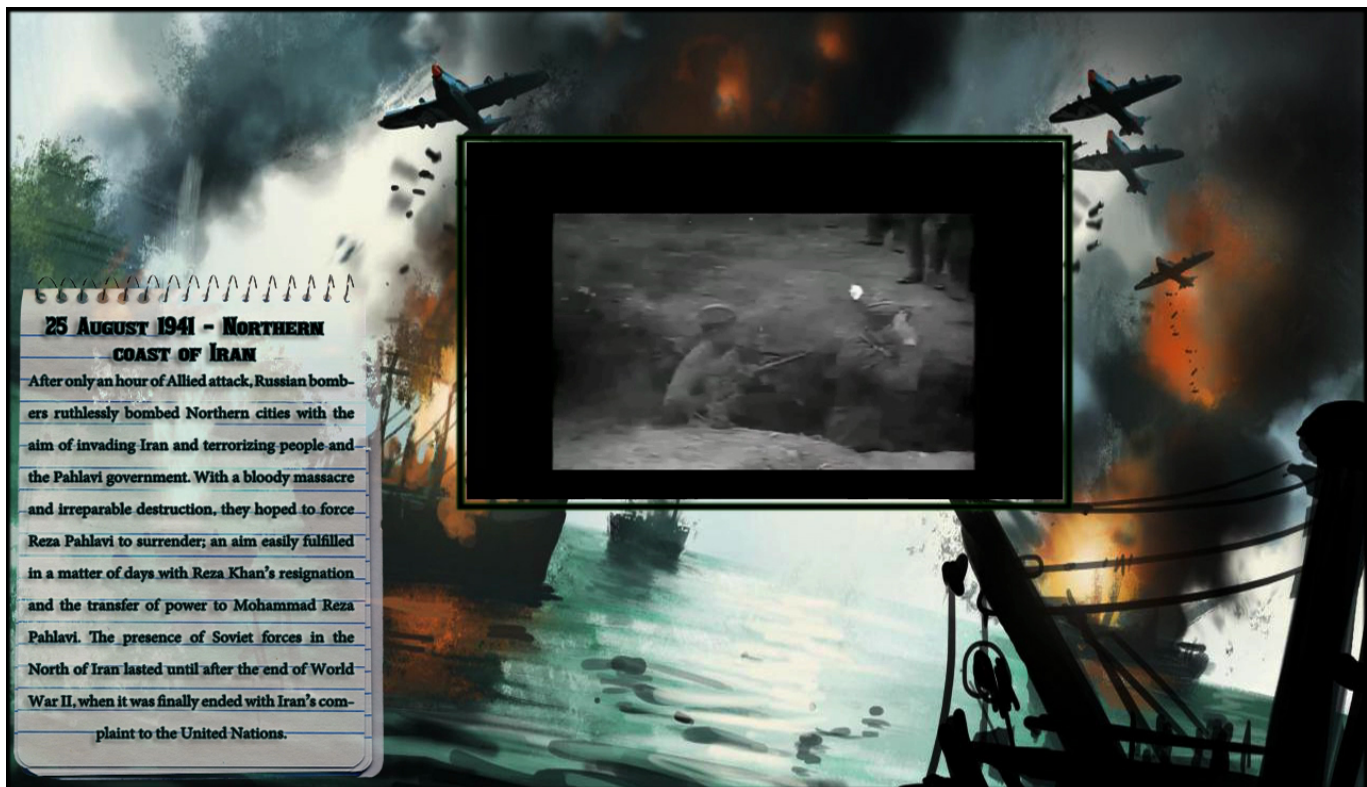 25 August 1941 - Northern
coast of Iran
After only an hour of Allied attack, Russian bomb-
ers ruthlessly bombed Northern cities with the
aim of invading Iran and terrorizing people and
the Pahlavi government. With a bloody massacre
and irreparable destruction, they hoped to force
Reza Pahlavi to surrender; an aim easily fulfilled
in a matter of days with Reza Khan's resignation
and the transfer of power to Mohammad Reza
Pahlavi. The presence of Soviet forces in the
North of Iran lasted until after the end of World
War II, when it was finally ended with Iran's com-
plaint to the United Nations.